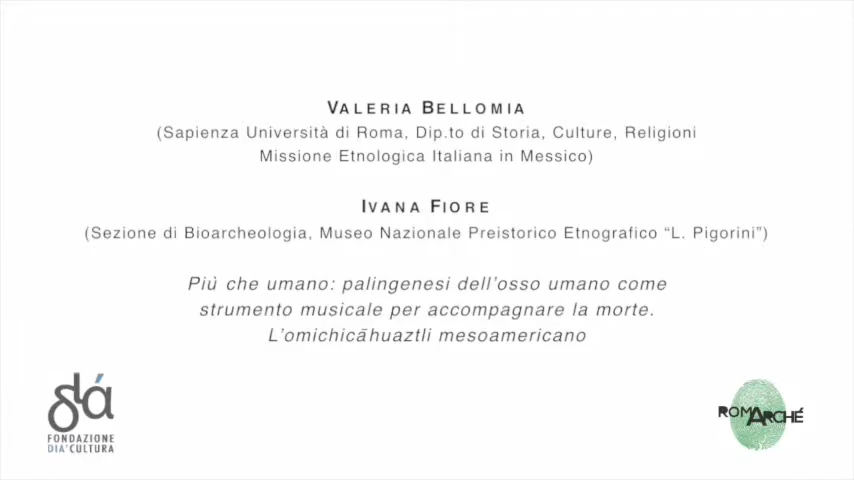 VALERIA BELLOMIA
(Sapienza Università di Roma, Dip.to di Storia, Culture, Religioni
Missione Etnologica Italiana in Messico)
IVANA FIORE
(Sezione di Bioarcheologia, Museo Nazionale Preistorico Etnografico “L. Pigorini”)
Più che umano: palingenesi dell’osso umano come
strumento musicale per accompagnare la morte.
L’omichicāhuaztli mesoamericano
diá
FONDAZIONE
DIA’CULTURA
ROMARCHÉ